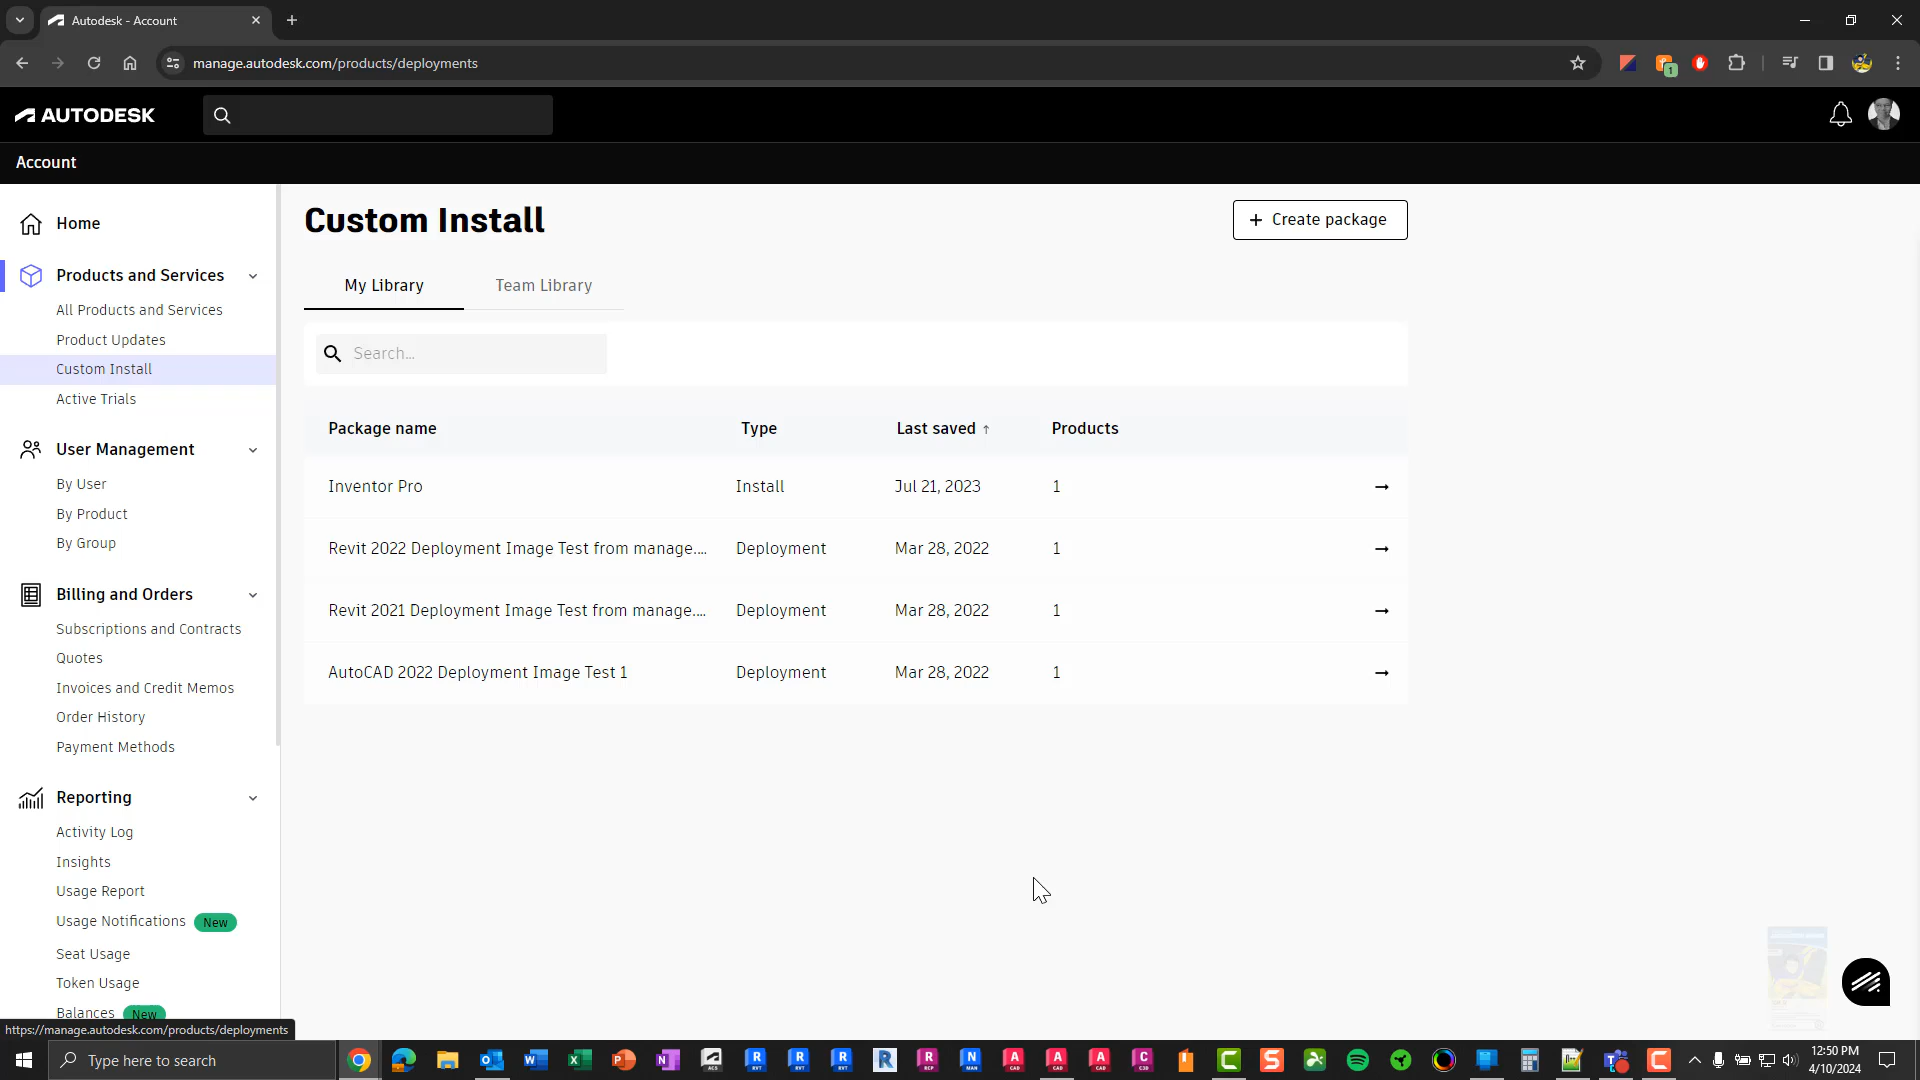 Autodesk - Account
manage.autodesk.com/products/deployments
1
AUTODESK
Account
Home
Products and Services
All Products and Services
Product Updates
Custom Install
Active Trials
User Management
By User
By Product
By Group
Billing and Orders
Subscriptions and Contracts
Quotes
Invoices and Credit Memos
Order History
Payment Methods
Reporting
Activity Log
Insights
Usage Report
Usage Notifications New
Seat Usage
Token Usage
Balances New
https://manage.autodesk.com/products/deployments
Custom Install
+ Create package
My Library
Team Library
Search...
Package name Type Last saved ↑ Products
Inventor Pro Install Jul 21, 2023 1
Revit 2022 Deployment Image Test from manage.... Deployment Mar 28, 2022 1
Revit 2021 Deployment Image Test from manage.... Deployment Mar 28, 2022 1
AutoCAD 2022 Deployment Image Test 1 Deployment Mar 28, 2022 1
Type here to search
12:50 PM
4/10/2024